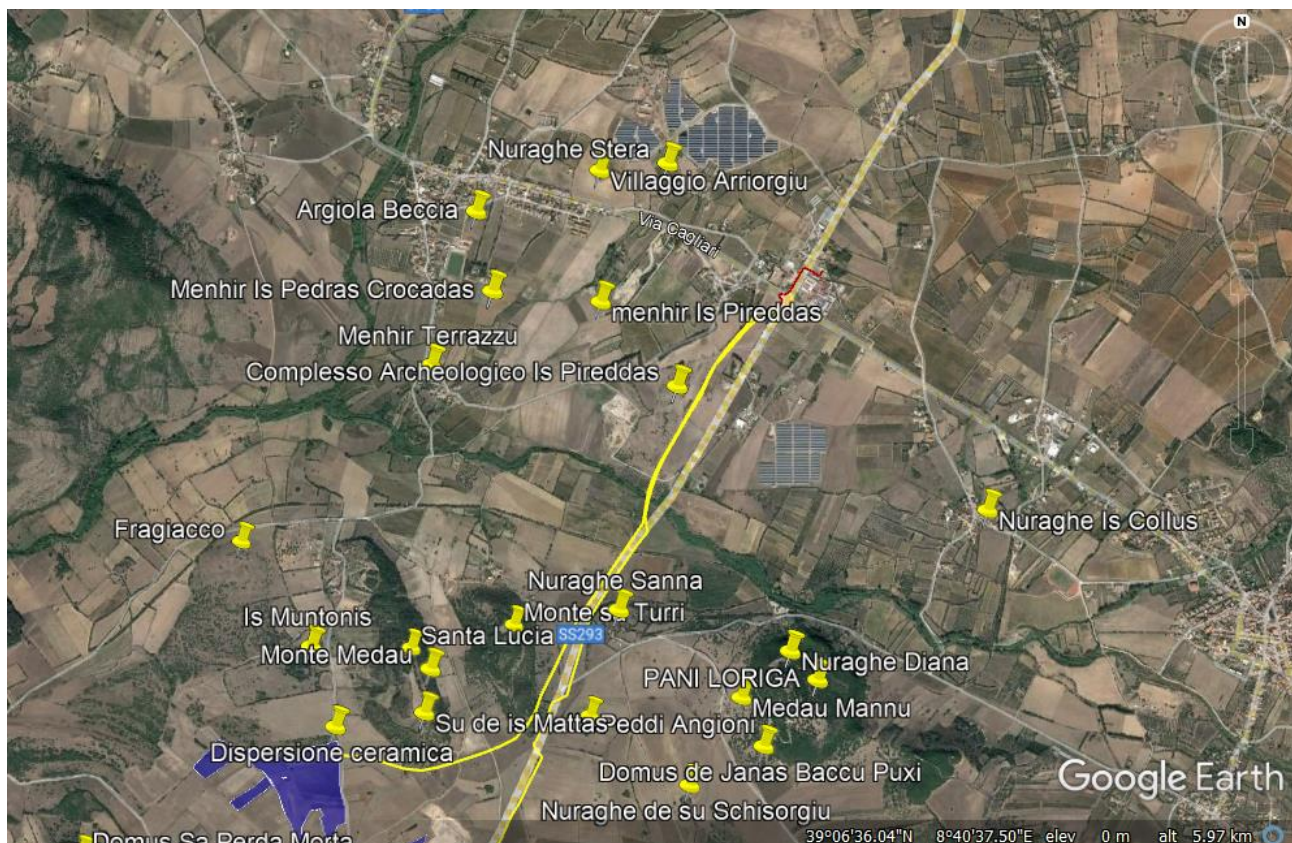 N
Nuraghe Stera
Villaggio Arriorgiu
Argiola Beccia
Via Cagliari
Menhir Is Pedras Crocadas
menhir Is Pireddas
Menhir Terrazzu
Complesso Archeologico Is Pireddas
Nuraghe Is Collus
Fragiacco
Nuraghe Sanna
Is Muntonis
Monte su Turri
Santa Lucia
SS293
Monte Medau
Nuraghe Diana
PANI LORIGA
Medau Mannu
Su de is Mattas
Peddi Angioni
Dispersione ceramica
Domus de Janas Baccu Puxi
Google Earth
Nuraghe de su Schisorgiu
Domus Sa Perda Morta
39°06'36.04"N 8°40'37.50"E elev 0 m alt 5.97 km